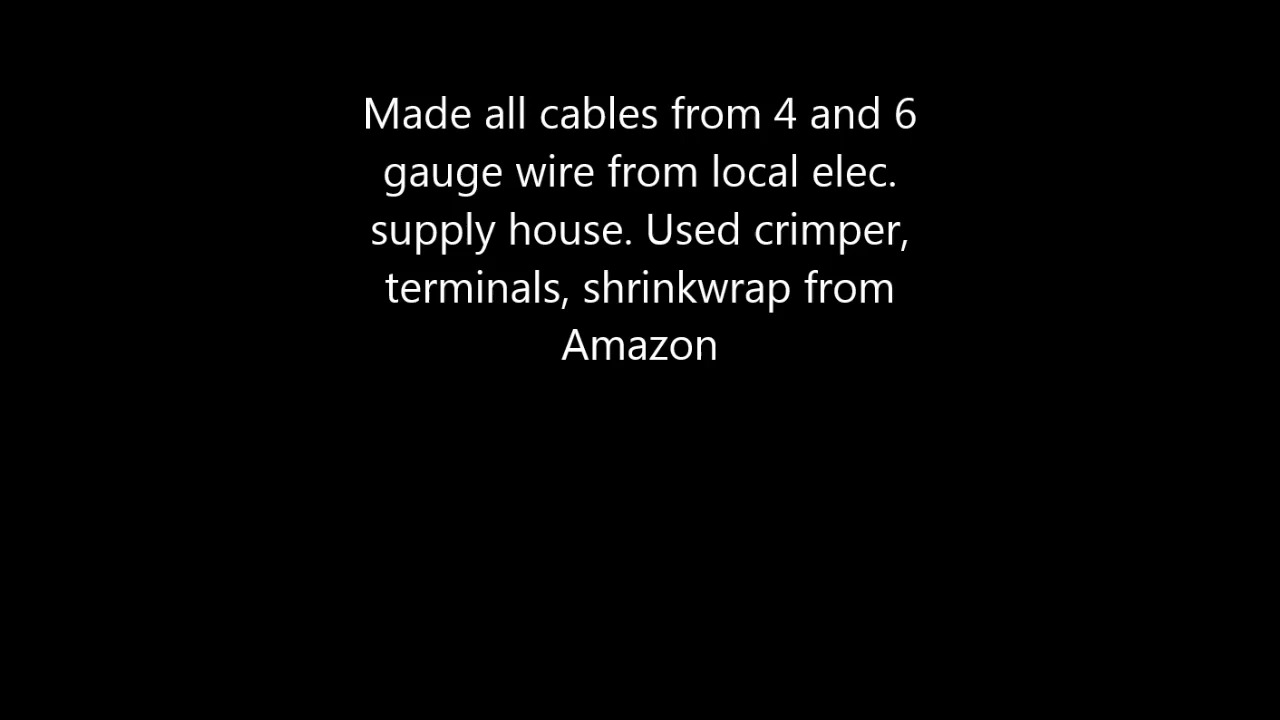 Made all cables from 4 and 6
gauge wire from local elec.
supply house. Used crimper,
terminals, shrinkwrap from
Amazon